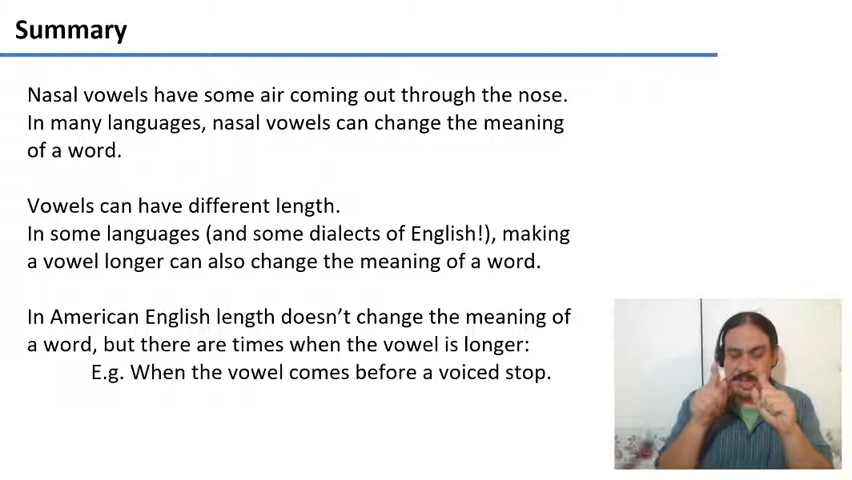 Summary
Nasal vowels have some air coming out through the nose.
In many languages, nasal vowels can change the meaning
of a word.
Vowels can have different length.
In some languages (and some dialects of English!), making
a vowel longer can also change the meaning of a word.
In American English length doesn’t change the meaning of
a word, but there are times when the vowel is longer:
E.g. When the vowel comes before a voiced stop.